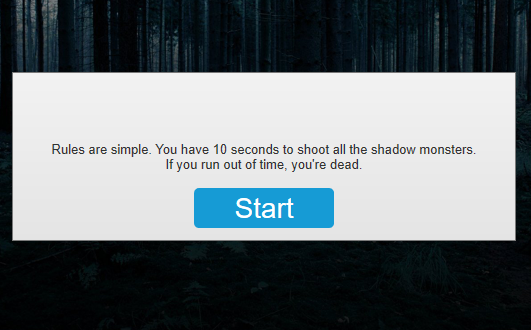 Rules are simple. You have 10 seconds to shoot all the shadow monsters.
If you run out of time, you're dead.
Start